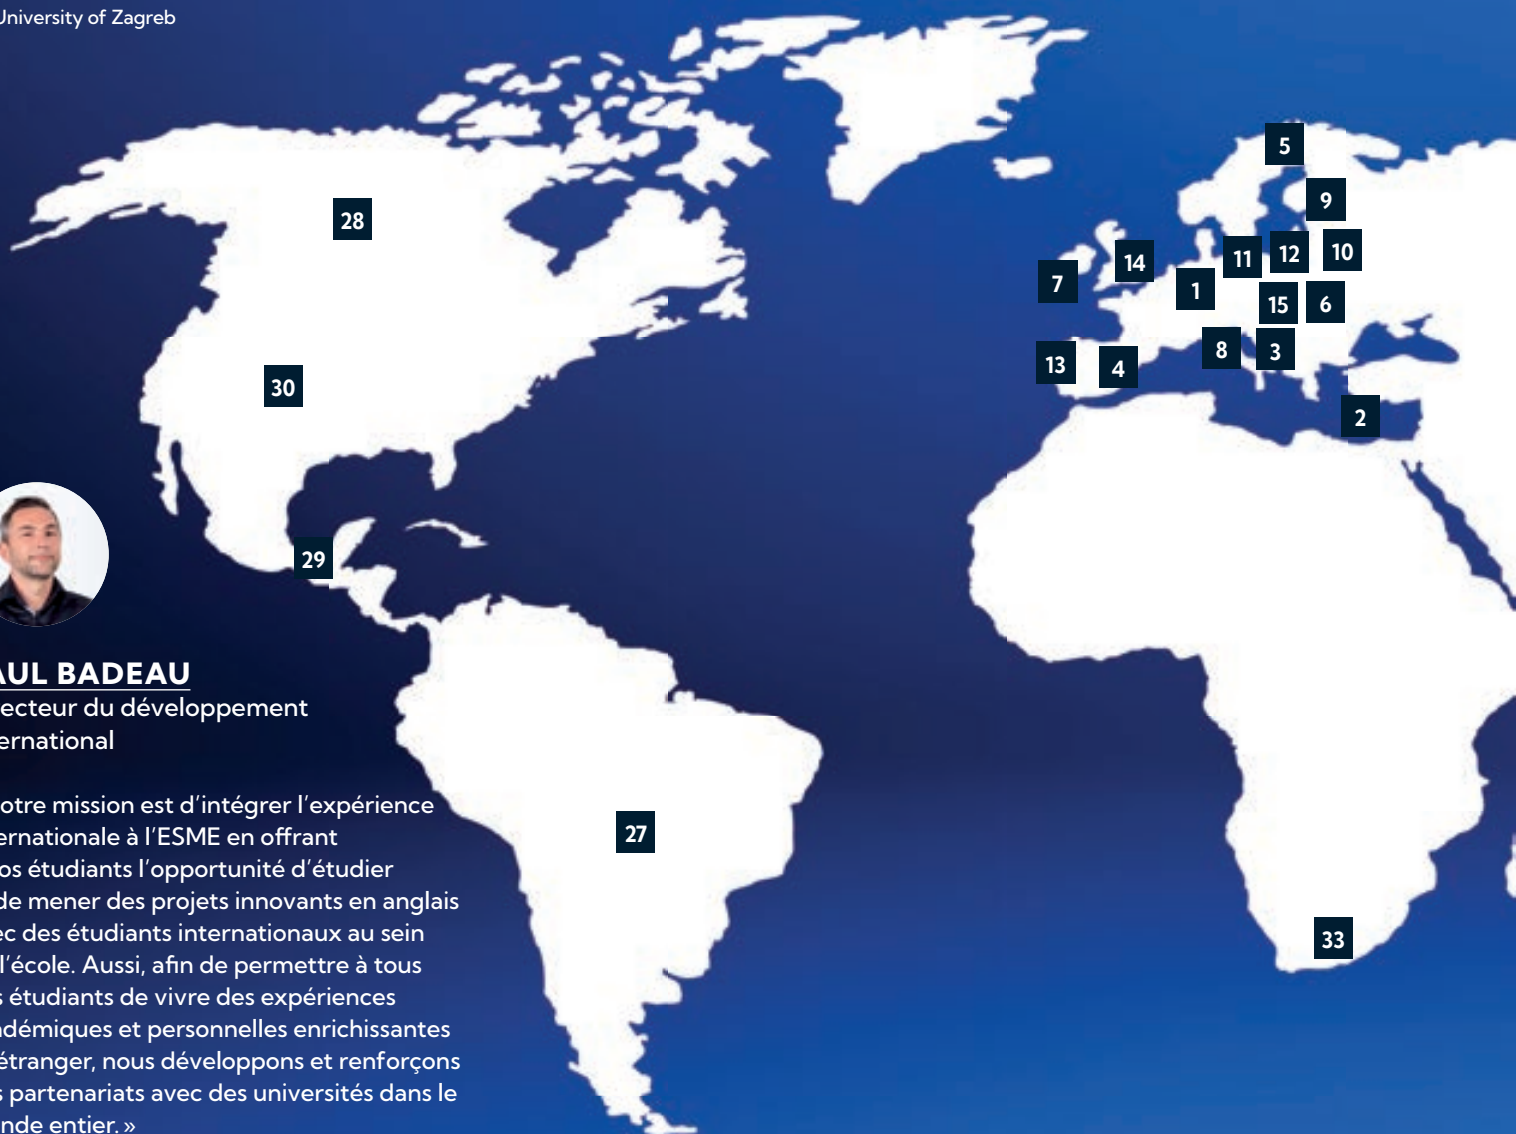 University of Zagreb
5
9
28
11
12
10
14
7
1
15
6
8
3
13
4
30
2
29
AUL BADEAU
ecteur du développement
ernational
otre mission est d'intégrer l'expérience
ernationale à l'ESME en offrant
os étudiants l'opportunité d'étudier
de mener des projets innovants en anglais
ec des étudiants internationaux au sein
l'école. Aussi, afin de permettre à tous
s étudiants de vivre des expériences
adémiques et personnelles enrichissantes
étranger, nous développons et renforçons
s partenariats avec des universités dans le
nde entier. »
27
33